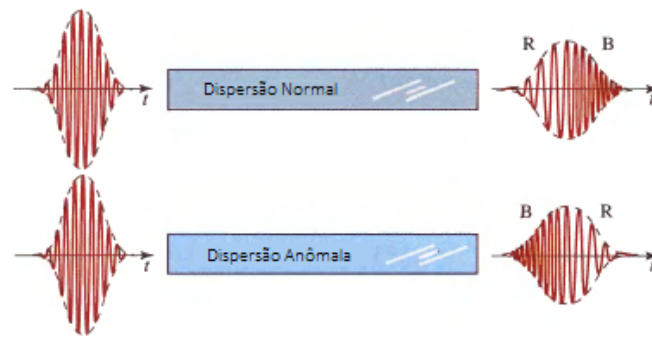 R B
t Dispersão Normal t
B R
t Dispersão Anômala t